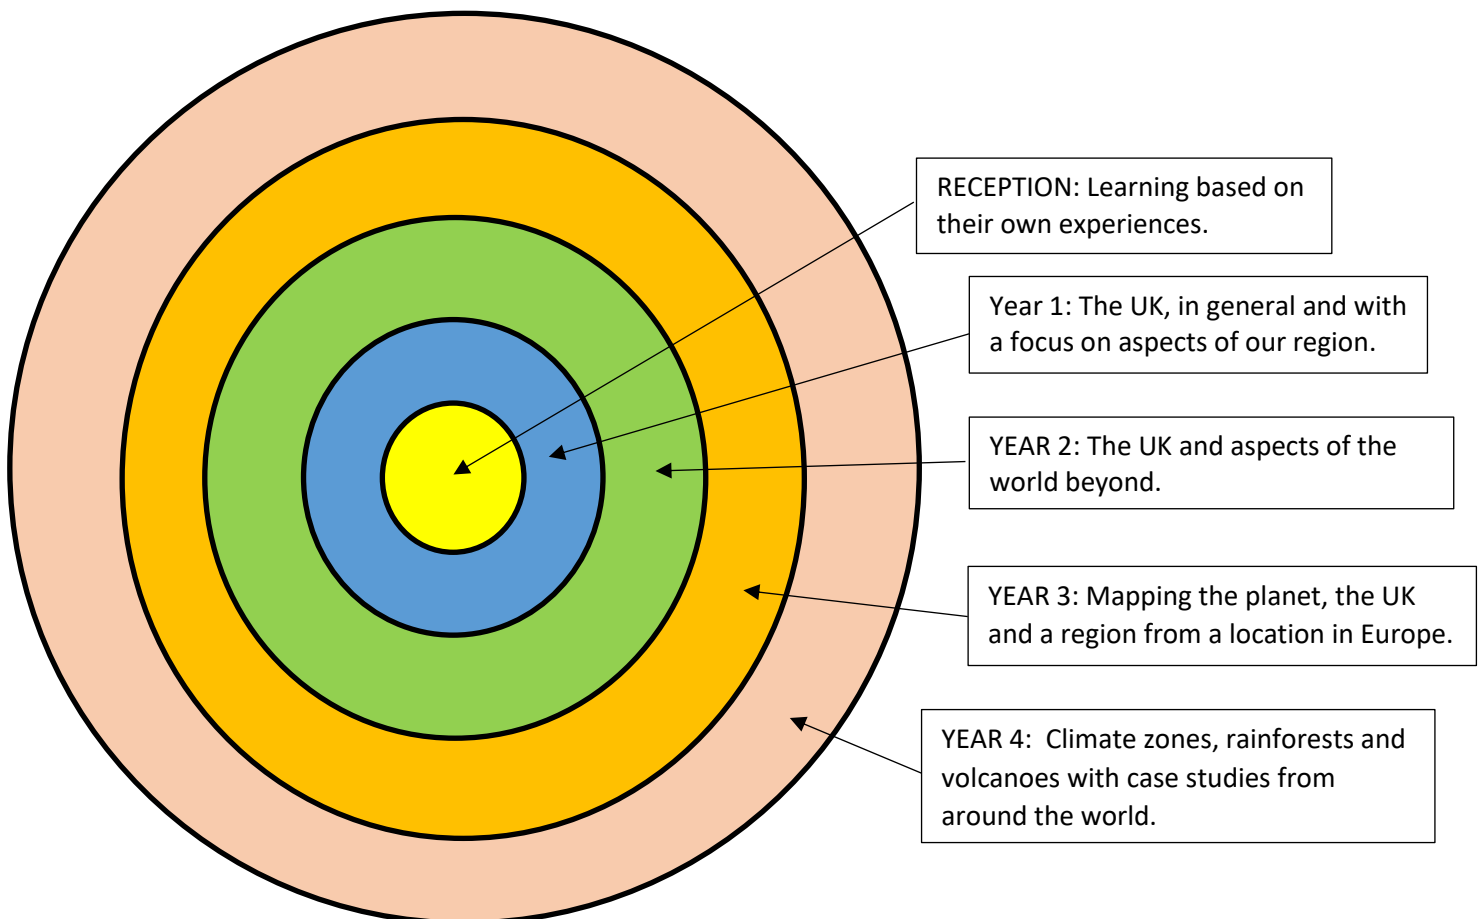 RECEPTION: Learning based on
their own experiences.
Year 1: The UK, in general and with
a focus on aspects of our region.
YEAR 2: The UK and aspects of the
world beyond.
YEAR 3: Mapping the planet, the UK
and a region from a location in Europe.
YEAR 4:  Climate zones, rainforests and
volcanoes with case studies from
around the world.